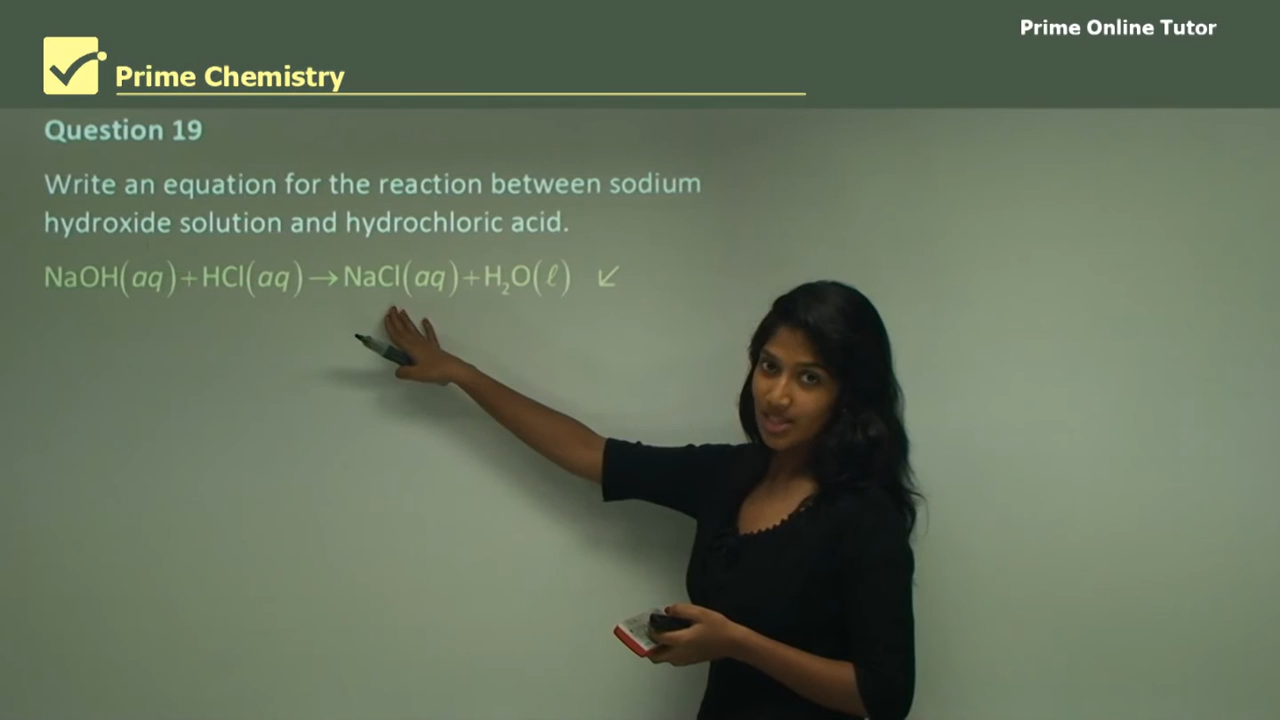 Prime Online Tutor
Prime Chemistry
Question 19
Write an equation for the reaction between sodium
hydroxide solution and hydrochloric acid.
NaOH(aq)+HCl(aq)→NaCl(aq)+H₂O(ℓ) ↙